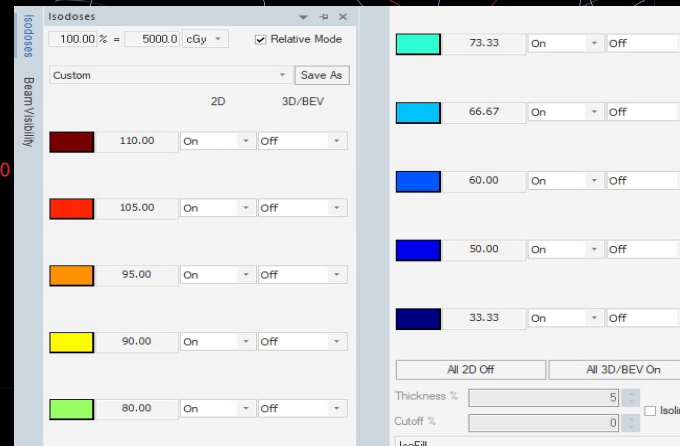 Isodoses
Beam Visibility
0
Isodoses
100.00 % = 5000.0 cGy
Relative Mode
Custom Save As
2D 3D/BEV
110.00 On Off
105.00 On Off
95.00 On Off
90.00 On Off
80.00 On Off
73.33 On Off
66.67 On Off
60.00 On Off
50.00 On Off
33.33 On Off
All 2D Off All 3D/BEV On
Thickness % 5
Cutoff % 0
IsoFill